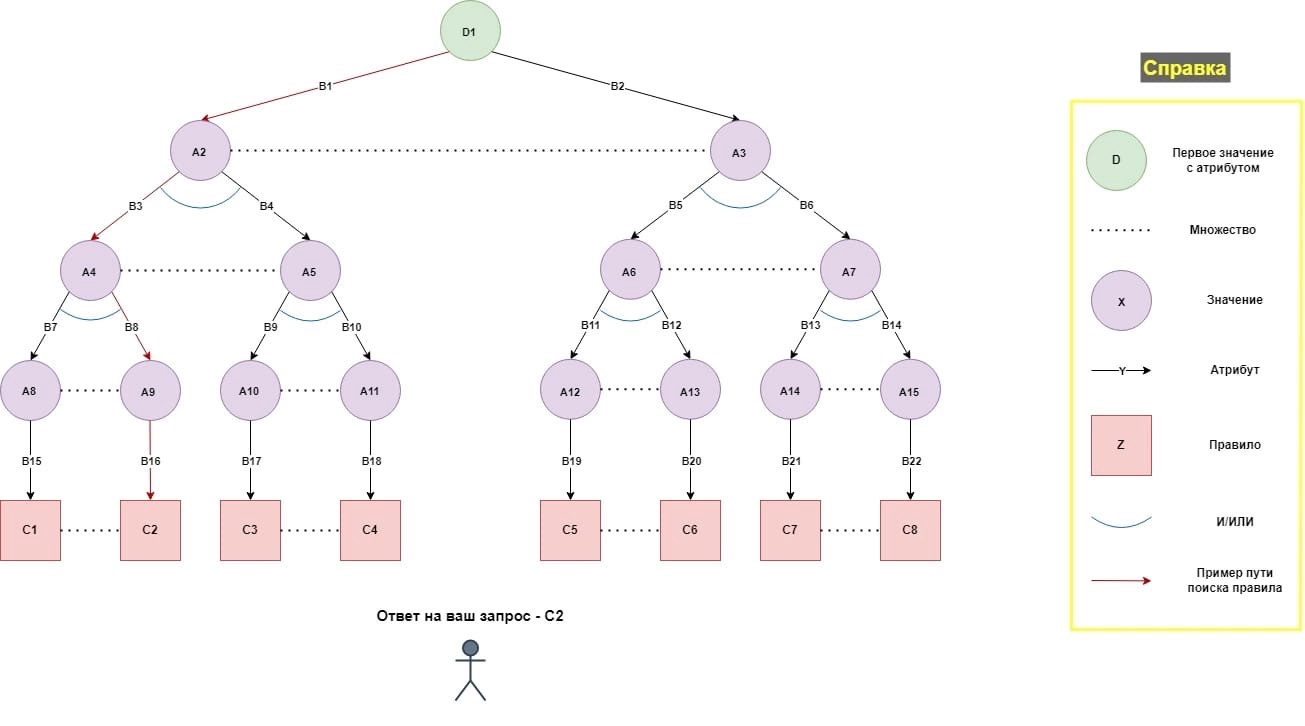 D1
Справка
B1
B2
A2
A3
D
Первое значение
с атрибутом
B3
B4
B5
B6
Множество
A4
A5
A6
A7
X
Значение
B7
B8
B9
B10
B11
B12
B13
B14
Y
Атрибут
A8
A9
A10
A11
A12
A13
A14
A15
Z
Правило
B15
B16
B17
B18
B19
B20
B21
B22
C1
C2
C3
C4
C5
C6
C7
C8
И/ИЛИ
Пример пути
поиска правила
Ответ на ваш запрос - C2